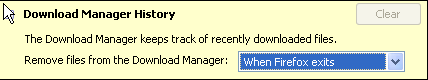 Download Manager History Clear
The Download Manager keeps track of recently downloaded files.
Remove files from the Download Manager: When Firefox exits